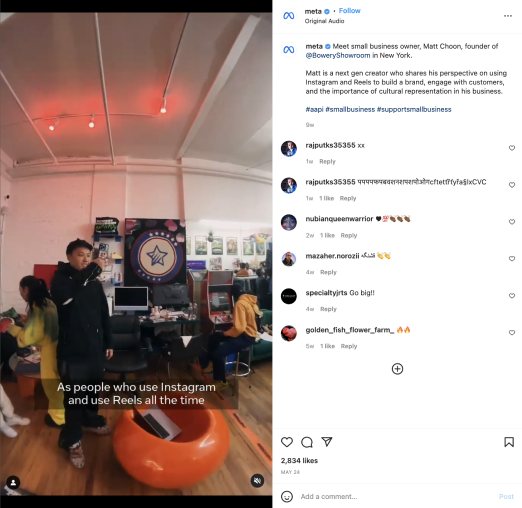 meta • Follow
Original Audio
meta Meet small business owner, Matt Choon, founder of
@BoweryShowroom in New York.
Matt is a next gen creator who shares his perspective on using
Instagram and Reels to build a brand, engage with customers,
and the importance of cultural representation in his business.
#aapi #smallbusiness #supportsmallbusiness
9w
rajputks35355 xx
1w Reply
rajputks35355
1w 1 like Reply
nubianqueenwarrior 🖤💯👏🏾👏🏾👏🏾
2w 1 like Reply
mazaher.norozii قشنگه 👏👏
4w Reply
specialtyjrts Go big!!
4w Reply
golden_fish_flower_farm_ 🔥🔥
5w 1 like Reply
As people who use Instagram
and use Reels all the time
2,834 likes
MAY 24
Add a comment...
Post